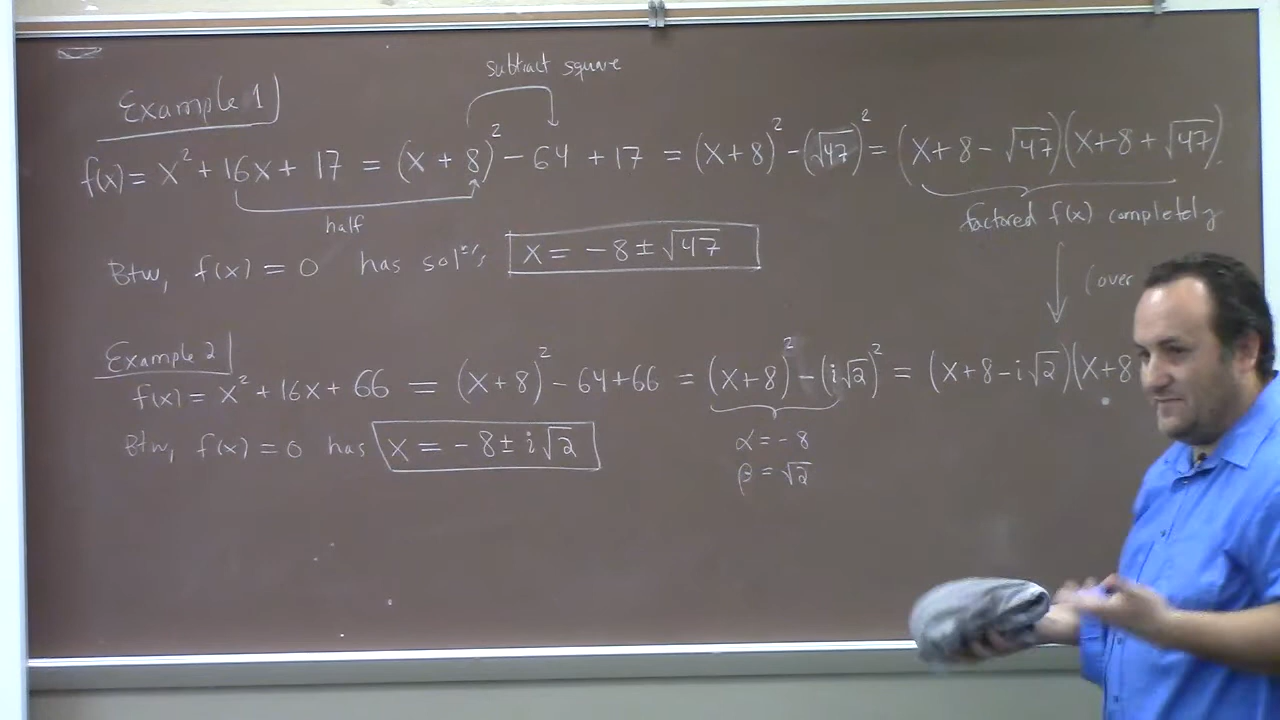 subtract square
Example 1
f(x) = x² + 16x + 17 = (x + 8)² - 64 + 17 = (x+8)² - (√47)² = (x+8-√47)(x+8+√47).
half
factored f(x) completely
Btw, f(x) = 0 has solⁿ/s x = -8 ± √47
(over
Example 2
f(x) = x² + 16x + 66 = (x+8)² - 64+66 = (x+8)² - (i√2)² = (x+8-i√2)(x+8
Btw, f(x) = 0 has x = -8 ± i√2
α = -8
β = √2